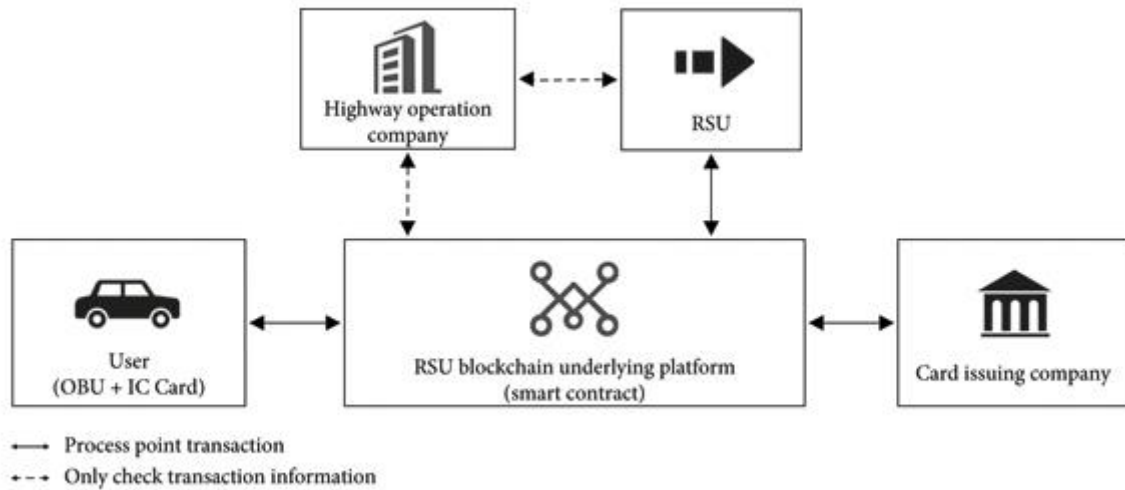 Highway operation
company
RSU
User
(OBU + IC Card)
RSU blockchain underlying platform
(smart contract)
Card issuing company
Process point transaction
Only check transaction information